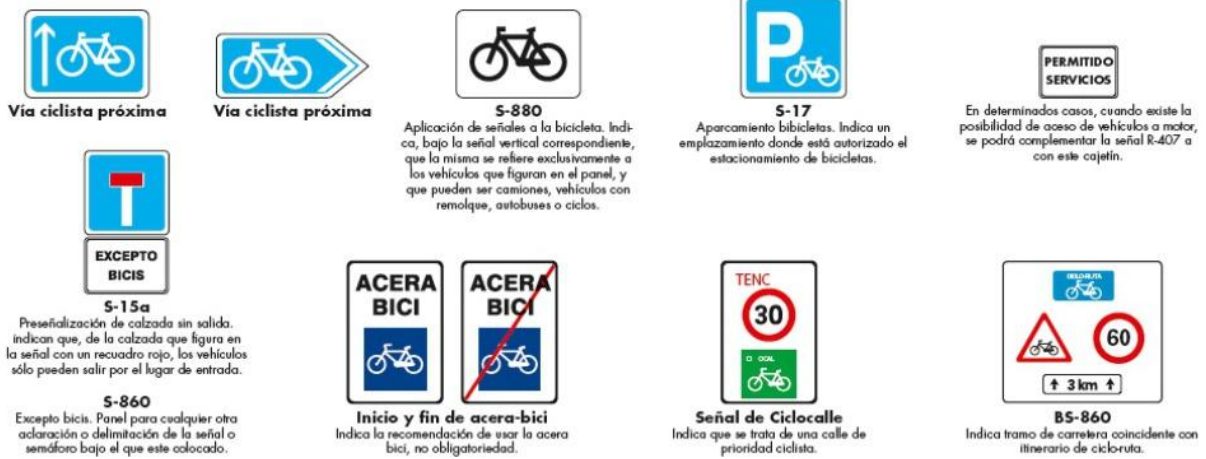 Vía ciclista próxima
Vía ciclista próxima
S-880
Aplicación de señales a la bicicleta. Indi-
ca, bajo la señal vertical correspondiente,
que la misma se refiere exclusivamente a
los vehículos que figuran en el panel, y
que pueden ser camiones, vehículos con
remolque, autobuses o ciclos.
P
S-17
Aparcamiento bibicletas. Indica un
emplazamiento donde está autorizado el
estacionamiento de bicicletas.
PERMITIDO
SERVICIOS
En determinados casos, cuando existe la
posibilidad de aceso de vehículos a motor,
se podrá complementar la señal R-407 a
con este cajetín.
EXCEPTO
BICIS
S-15a
Preseñalización de calzada sin salida.
indican que, de la calzada que figura en
la señal con un recuadro rojo, los vehículos
sólo pueden salir por el lugar de entrada.
S-860
Excepto bicis. Panel para cualquier otra
aclaración o delimitación de la señal o
semáforo bajo el que este colocado.
ACERA
BICI
ACERA
BICI
Inicio y fin de acera-bici
Indica la recomendación de usar la acera
bici, no obligatoriedad.
TENC
30
Señal de Ciclocalle
Indica que se trata de una calle de
prioridad ciclista.
CICLO-RUTA
60
3 km
BS-860
Indica tramo de carretera coincidente con
itinerario de ciclo-ruta.